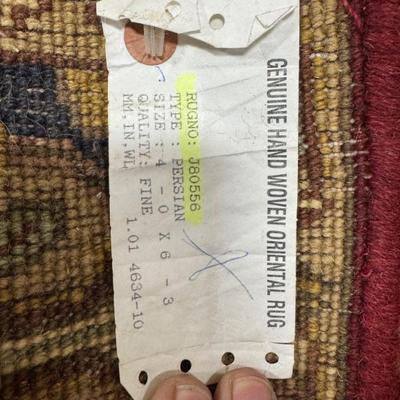 GENUINE HAND WOVEN ORIENTAL RUG
RUGNO: J80556
TYPE : PERSIAN
SIZE : 4 - 0 X 6 - 3
QUALITY: FINE
MM,IN,WL 1.01 4634-10